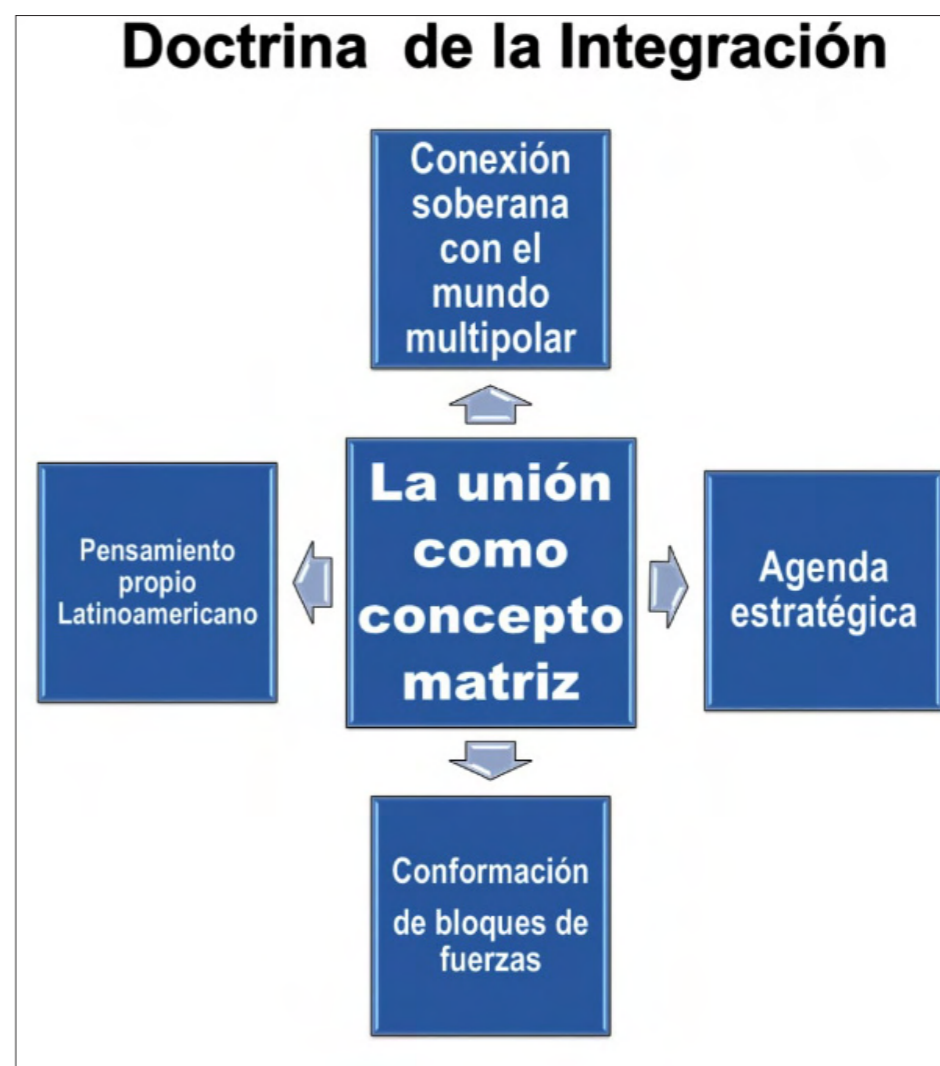 Doctrina de la Integración
Conexión
soberana
con el
mundo
multipolar
Pensamiento
propio
Latinoamericano
La unión
como
concepto
matriz
Agenda
estratégica
Conformación
de bloques de
fuerzas